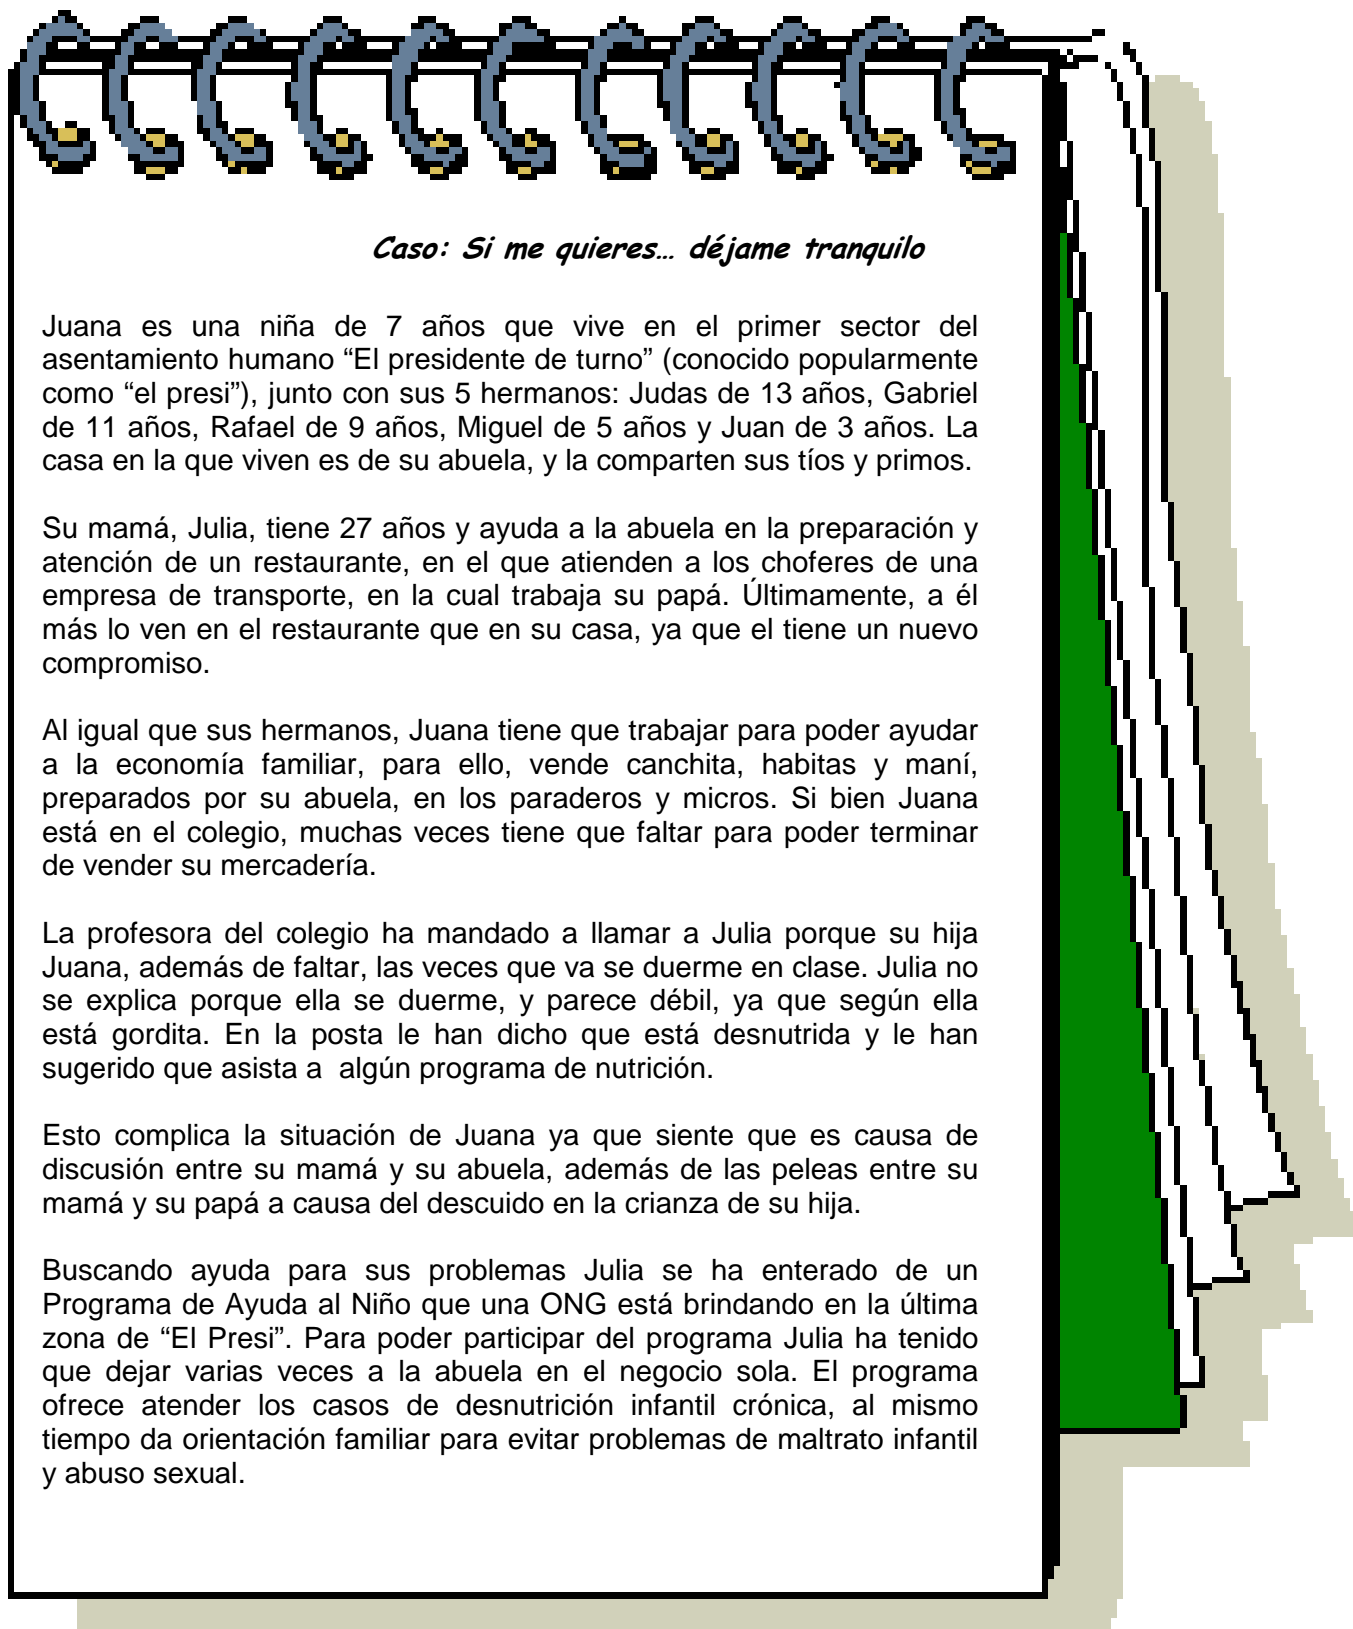 Caso: Si me quieres… déjame tranquilo
Juana es una niña de 7 años que vive en el primer sector del
asentamiento humano “El presidente de turno” (conocido popularmente
como “el presi”), junto con sus 5 hermanos: Judas de 13 años, Gabriel
de 11 años, Rafael de 9 años, Miguel de 5 años y Juan de 3 años. La
casa en la que viven es de su abuela, y la comparten sus tíos y primos.
Su mamá, Julia, tiene 27 años y ayuda a la abuela en la preparación y
atención de un restaurante, en el que atienden a los choferes de una
empresa de transporte, en la cual trabaja su papá. Últimamente, a él
más lo ven en el restaurante que en su casa, ya que el tiene un nuevo
compromiso.
Al igual que sus hermanos, Juana tiene que trabajar para poder ayudar
a la economía familiar, para ello, vende canchita, habitas y maní,
preparados por su abuela, en los paraderos y micros. Si bien Juana
está en el colegio, muchas veces tiene que faltar para poder terminar
de vender su mercadería.
La profesora del colegio ha mandado a llamar a Julia porque su hija
Juana, además de faltar, las veces que va se duerme en clase. Julia no
se explica porque ella se duerme, y parece débil, ya que según ella
está gordita. En la posta le han dicho que está desnutrida y le han
sugerido que asista a algún programa de nutrición.
Esto complica la situación de Juana ya que siente que es causa de
discusión entre su mamá y su abuela, además de las peleas entre su
mamá y su papá a causa del descuido en la crianza de su hija.
Buscando ayuda para sus problemas Julia se ha enterado de un
Programa de Ayuda al Niño que una ONG está brindando en la última
zona de “El Presi”. Para poder participar del programa Julia ha tenido
que dejar varias veces a la abuela en el negocio sola. El programa
ofrece atender los casos de desnutrición infantil crónica, al mismo
tiempo da orientación familiar para evitar problemas de maltrato infantil
y abuso sexual.